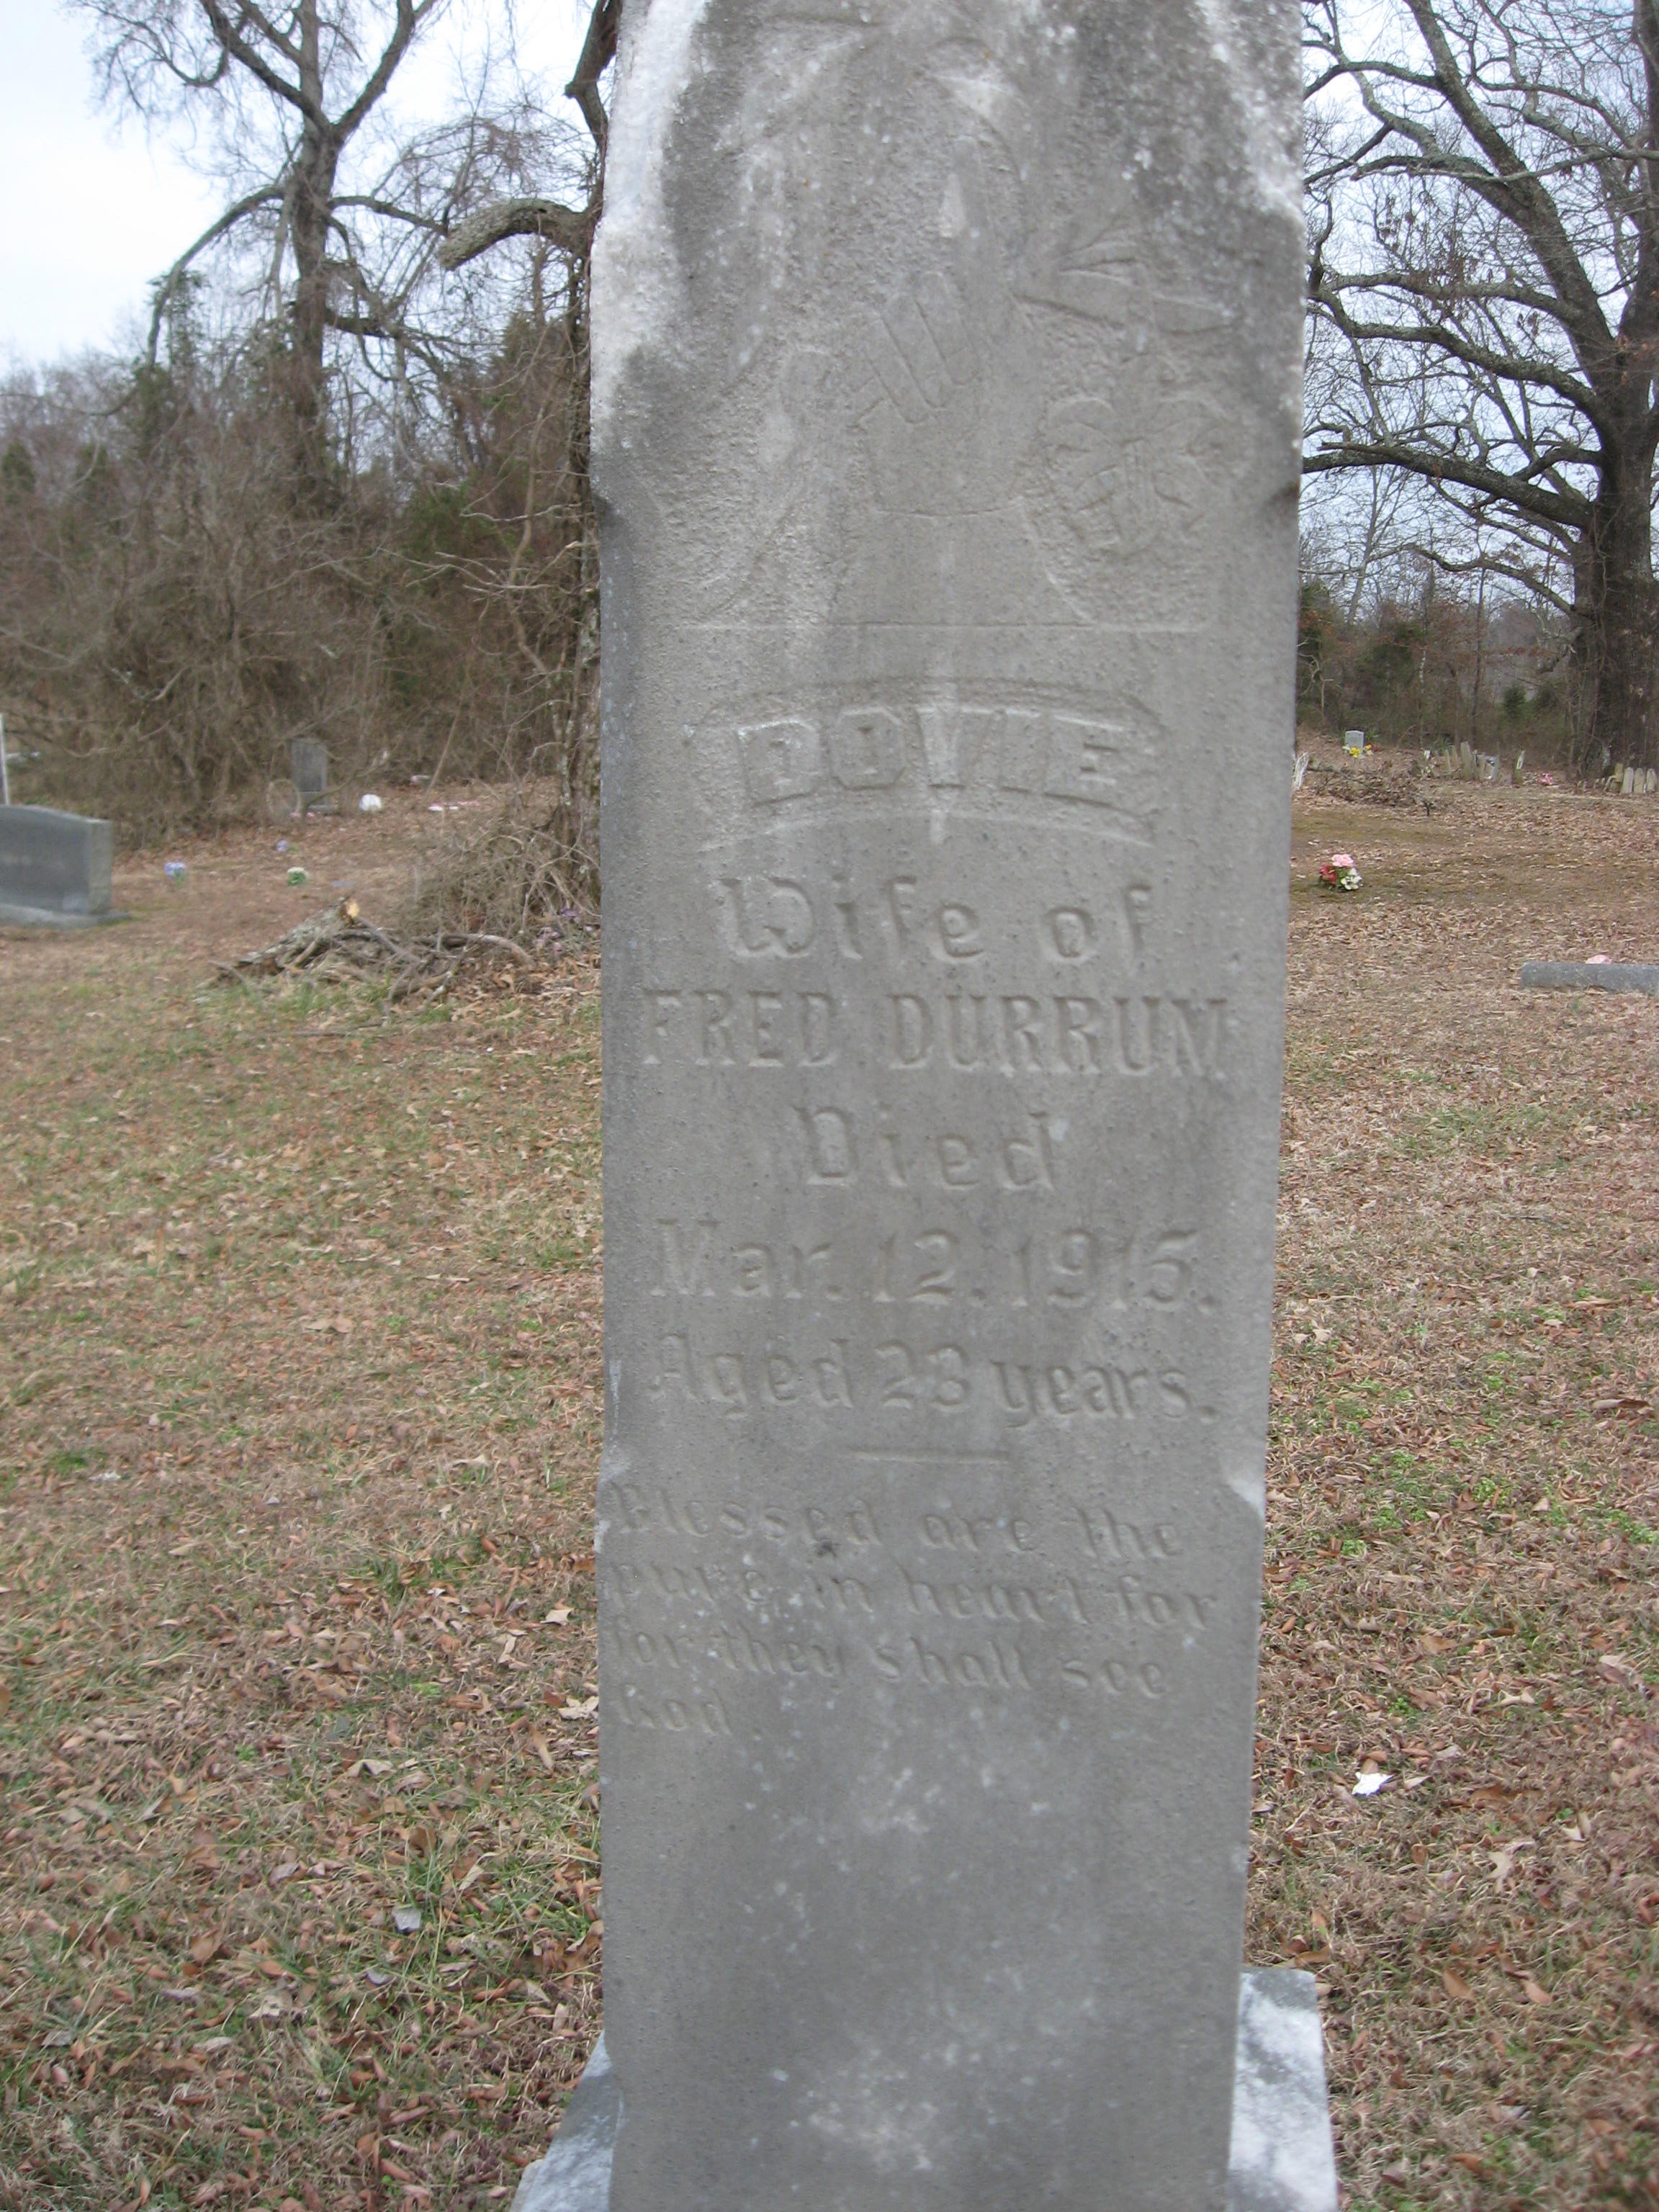 DOVIE
Wife of
FRED DURRUM
Died
Mar. 12. 1915.
Aged 23 years.
Blessed are the
pure in heart for
for they shall see
God.